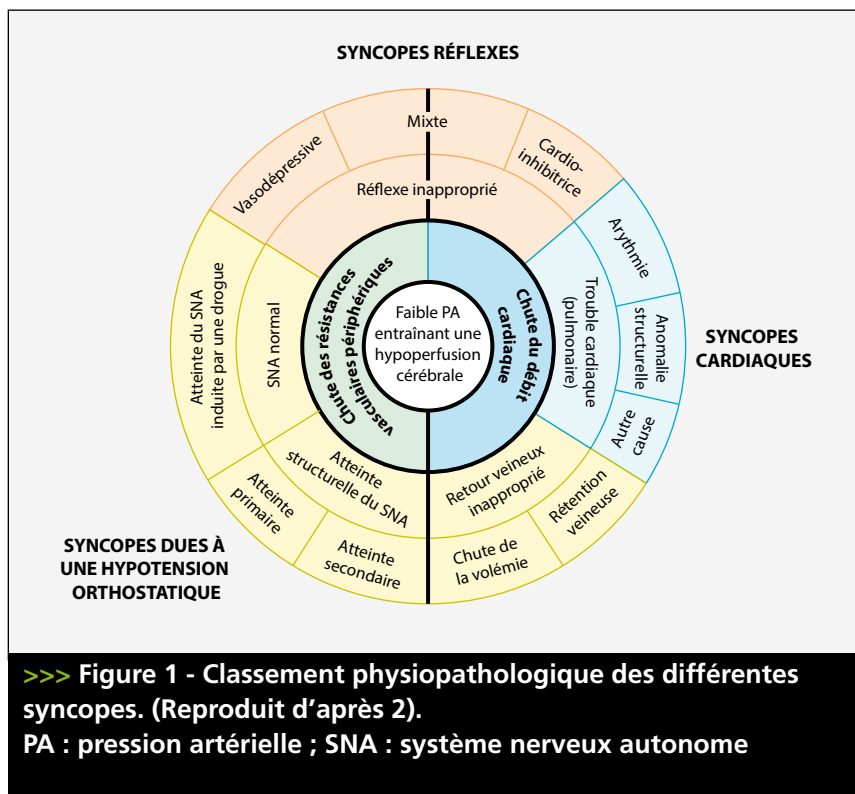 SYNCOPES RÉFLEXES
Mixte
Vasodépressive
Cardio-
inhibitrice
Réflexe inapproprié
Arythmie
Anomalie
structurelle
Autre
cause
Trouble cardiaque
(pulmonaire)
SYNCOPES
CARDIAQUES
Chute des résistances
vasculaires périphériques
Chute du débit
cardiaque
Faible PA
entraînant une
hypoperfusion
cérébrale
Atteinte du SNA
induite par une drogue
SNA normal
Atteinte
structurelle du SNA
Retour veineux
inapproprié
Atteinte
primaire
Atteinte
secondaire
Chute de
la volémie
Rétention
veineuse
SYNCOPES DUES À
UNE HYPOTENSION
ORTHOSTATIQUE
>>> Figure 1 - Classement physiopathologique des différentes
syncopes. (Reproduit d’après 2).
PA : pression artérielle ; SNA : système nerveux autonome